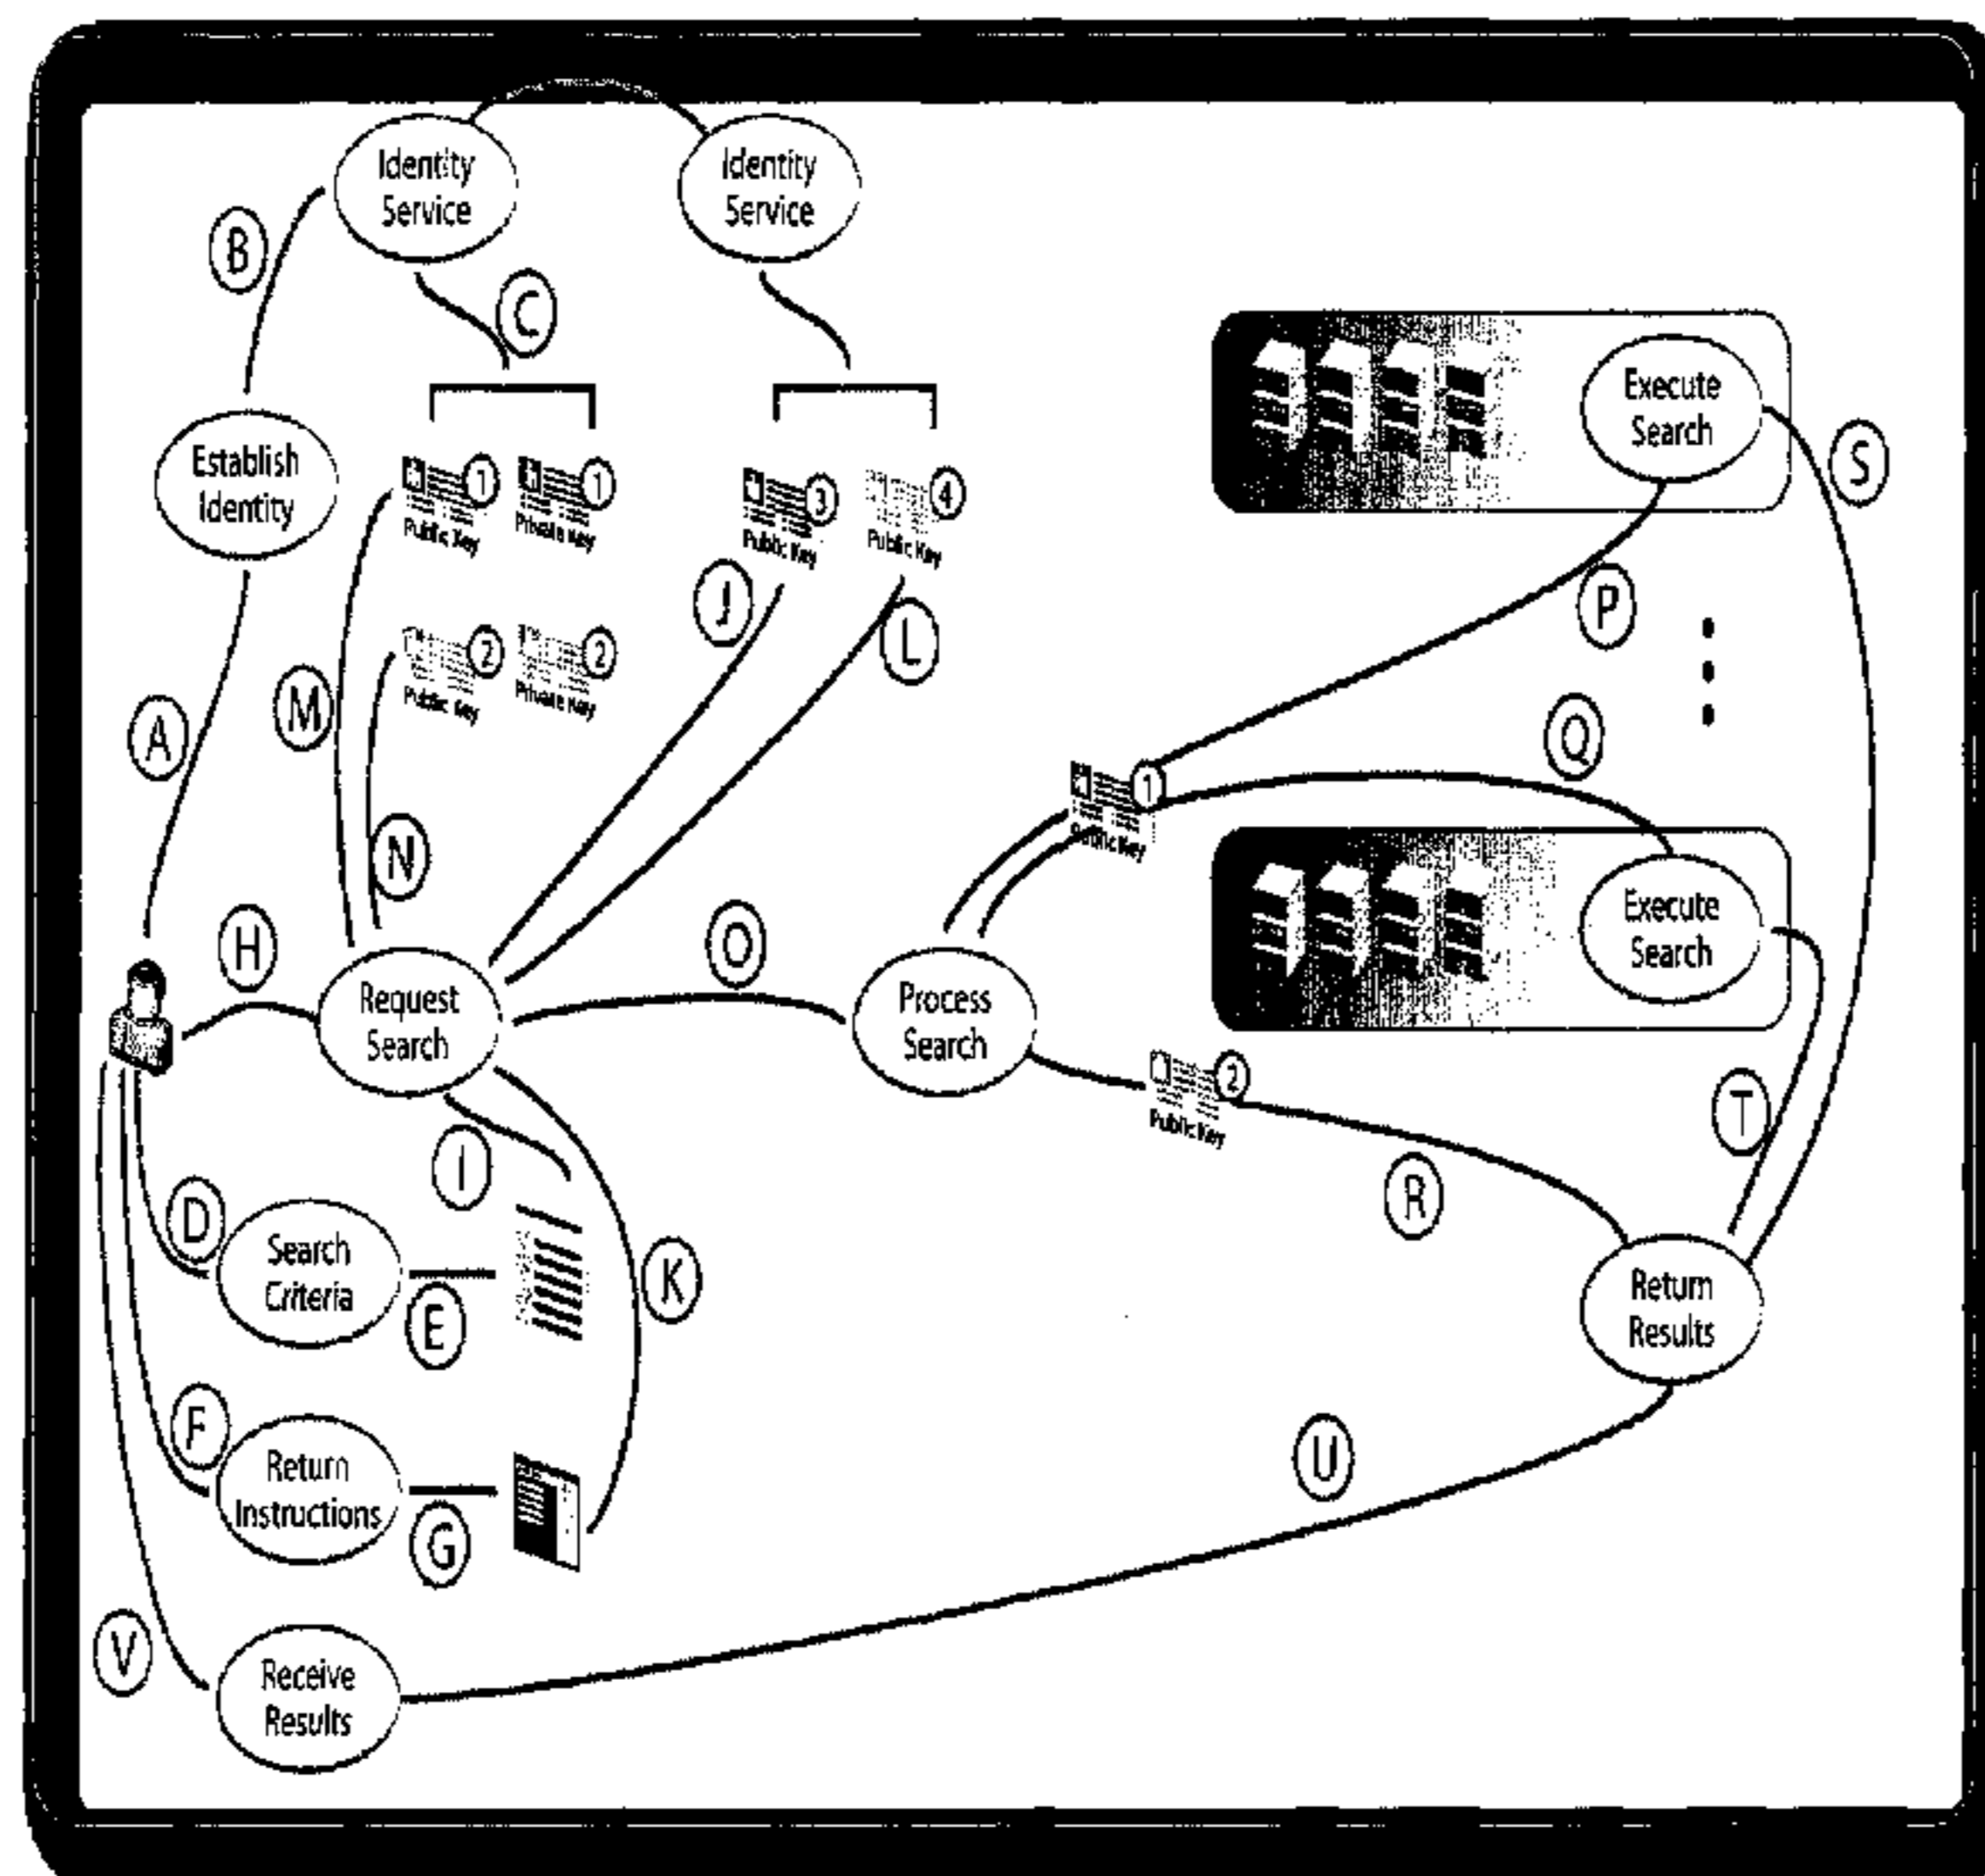 Identity
Service
Identity
Service
B
C
Execute
Search
S
Establish
Identity
1
Public Key
1
Private Key
3
Public Key
4
Public Key
J
P
L
2
Public Key
2
Private Key
M
A
Q
1
Public Key
N
H
O
Execute
Search
Request
Search
Process
Search
2
Public Key
T
I
R
D
Search
Criteria
E
K
Return
Results
F
Return
Instructions
G
U
V
Receive
Results